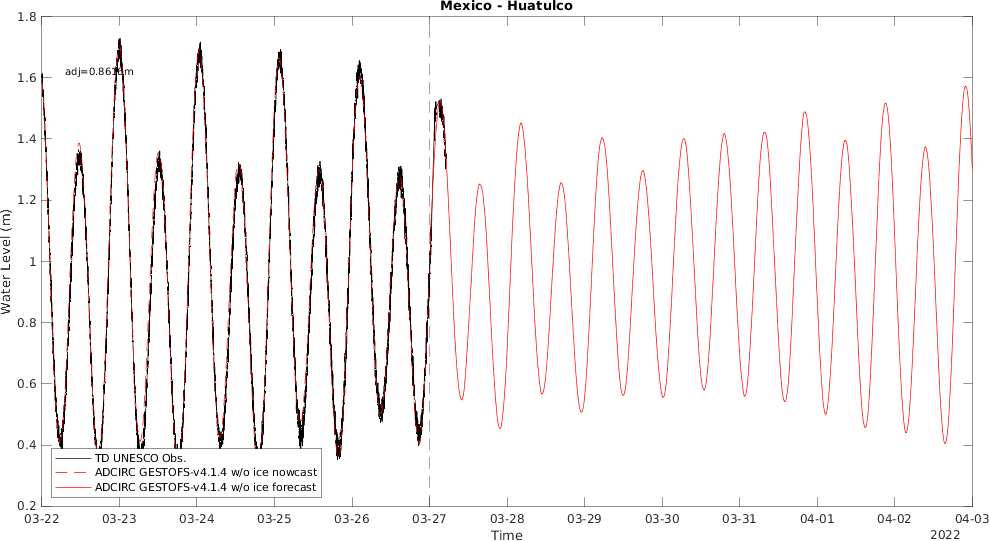 Mexico - Huatulco
1.8
1.6
1.4
1.2
1
0.8
0.6
0.4
0.2
Water Level (m)
TD UNESCO Obs.
ADCIRC GESTOFS-v4.1.4 w/o ice nowcast
ADCIRC GESTOFS-v4.1.4 w/o ice forecast
03-22 03-23 03-24 03-25 03-26 03-27 03-28 03-29 03-30 03-31 04-01 04-02 04-03
Time
2022